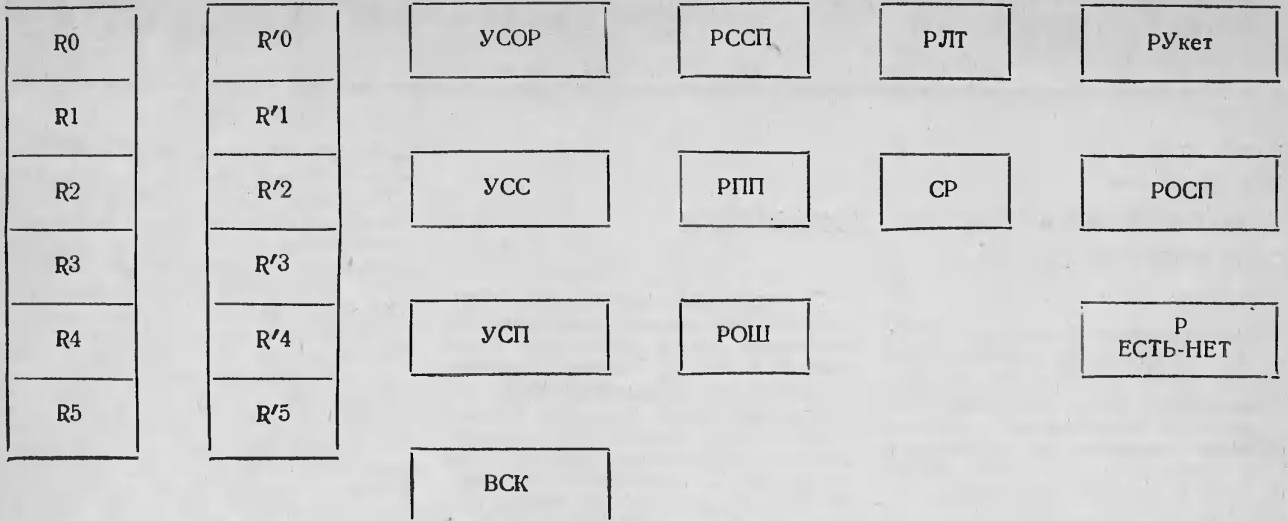 R0
R1
R2
R3
R4
R5
R′0
R′1
R′2
R′3
R′4
R′5
УСОР
РССП
РЛТ
РУкет
УСС
РПП
СР
РОСП
УСП
РОШ
Р
ЕСТЬ-НЕТ
ВСК